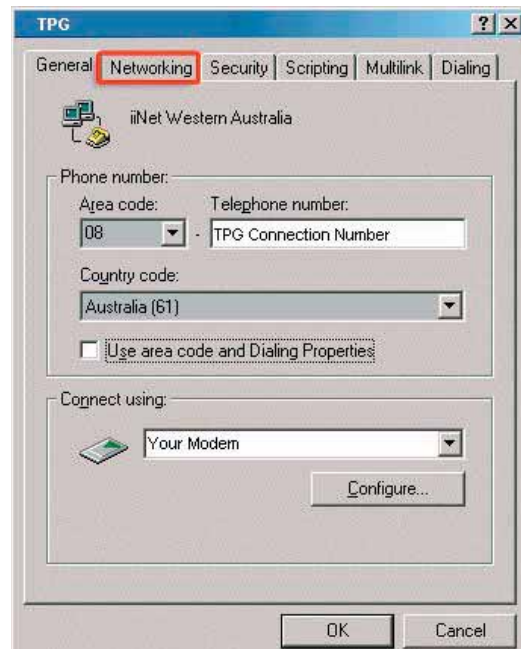 TPG
General Networking Security Scripting Multilink Dialing
iiNet Western Australia
Phone number:
Area code: Telephone number:
08 - TPG Connection Number
Country code:
Australia (61)
Use area code and Dialing Properties
Connect using:
Your Modem
Configure...
OK Cancel